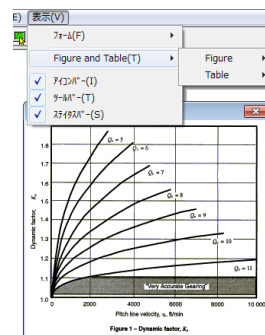 E) 表示(V)
ﾌｫｰﾑ(F)
Figure and Table(T)
Figure
Table
ｱｲｺﾝﾊﾞｰ(I)
ﾂｰﾙﾊﾞｰ(T)
ｽﾃｲﾀｽﾊﾞｰ(S)
Dynamic factor, Kv
1.8
1.7
1.6
1.5
1.4
1.3
1.2
1.1
1.0
Qv = 5
Qv = 6
Qv = 7
Qv = 8
Qv = 9
Qv = 10
Qv = 11
"Very Accurate Gearing"
0 2000 4000 6000 8000 10 000
Pitch line velocity, vt, ft/min
Figure 1 – Dynamic factor, Kv